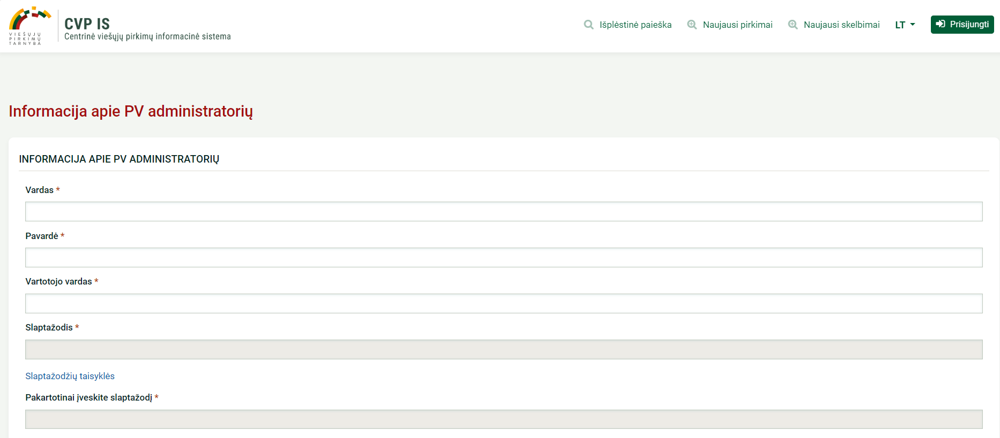 VIEŠŲJŲ
PIRKIMŲ
TARNYBA
CVP IS
Centrinė viešųjų pirkimų informacinė sistema
Išplėstinė paieška
Naujausi pirkimai
Naujausi skelbimai
LT
Prisijungti
Informacija apie PV administratorių
INFORMACIJA APIE PV ADMINISTRATORIŲ
Vardas *
Pavardė *
Vartotojo vardas *
Slaptažodis *
Slaptažodžių taisyklės
Pakartotinai įveskite slaptažodį *